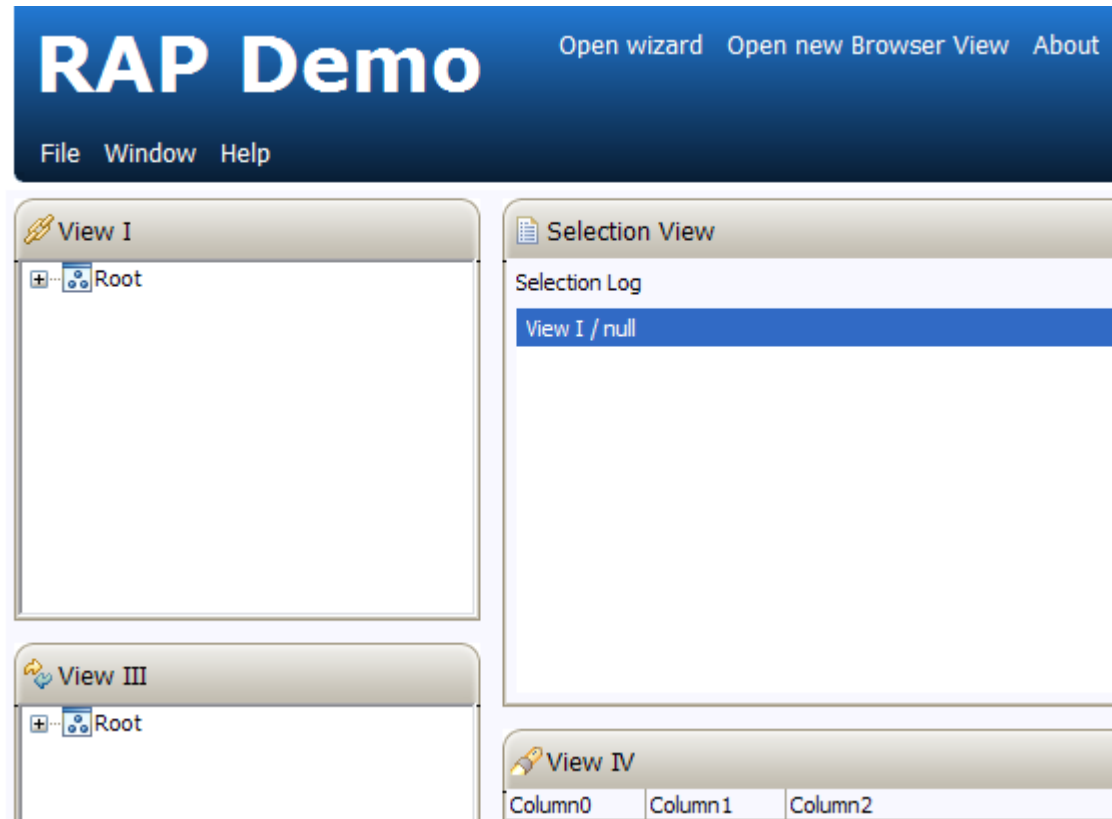 RAP Demo
Open wizard Open new Browser View About
File Window Help
View I
Root
Selection View
Selection Log
View I / null
View III
Root
View IV
Column0 Column1 Column2